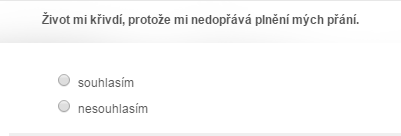 Život mi křivdí, protože mi nedopřává plnění mých přání.
souhlasím
nesouhlasím